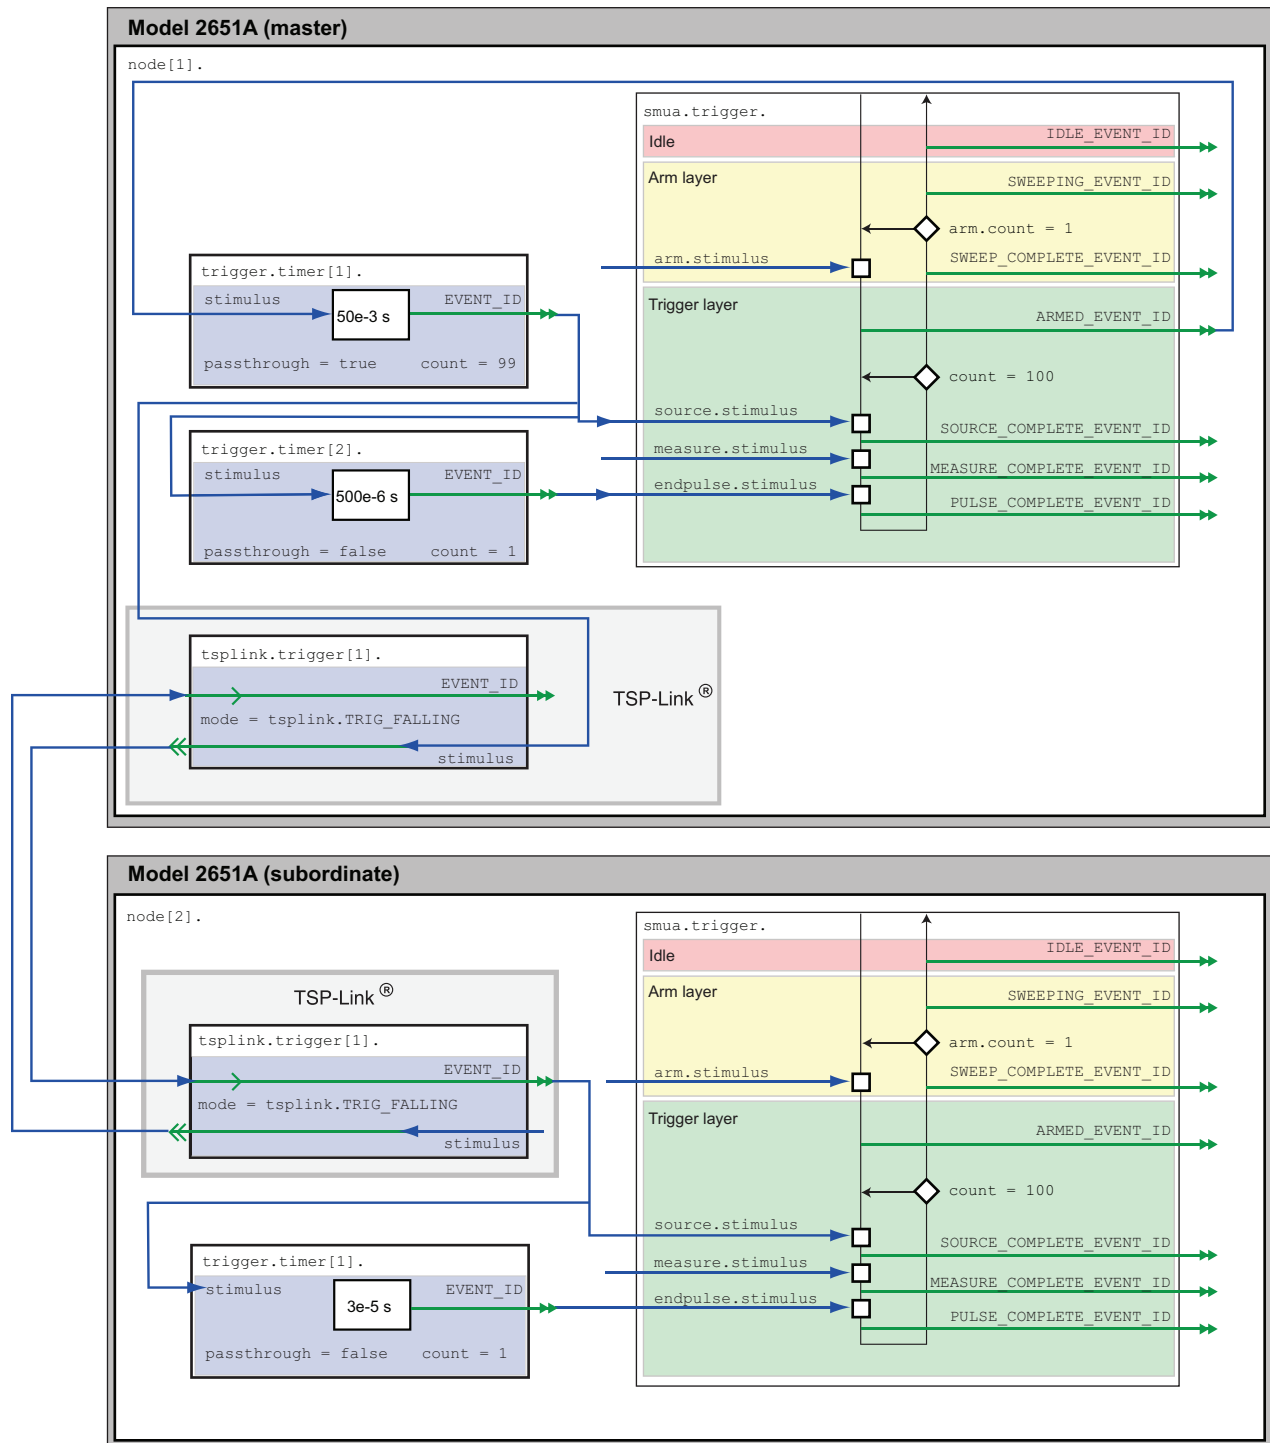 Model 2651A (master)
node[1].
smua.trigger.
Idle
IDLE_EVENT_ID
Arm layer
SWEEPING_EVENT_ID
arm.count = 1
arm.stimulus
SWEEP_COMPLETE_EVENT_ID
Trigger layer
ARMED_EVENT_ID
count = 100
source.stimulus
SOURCE_COMPLETE_EVENT_ID
measure.stimulus
MEASURE_COMPLETE_EVENT_ID
endpulse.stimulus
PULSE_COMPLETE_EVENT_ID
trigger.timer[1].
stimulus
EVENT_ID
50e-3 s
passthrough = true count = 99
trigger.timer[2].
stimulus
EVENT_ID
500e-6 s
passthrough = false count = 1
tsplink.trigger[1].
EVENT_ID
mode = tsplink.TRIG_FALLING
stimulus
TSP-Link ®
Model 2651A (subordinate)
node[2].
TSP-Link ®
tsplink.trigger[1].
EVENT_ID
mode = tsplink.TRIG_FALLING
stimulus
trigger.timer[1].
stimulus
EVENT_ID
3e-5 s
passthrough = false count = 1
smua.trigger.
Idle
IDLE_EVENT_ID
Arm layer
SWEEPING_EVENT_ID
arm.count = 1
arm.stimulus
SWEEP_COMPLETE_EVENT_ID
Trigger layer
ARMED_EVENT_ID
count = 100
source.stimulus
SOURCE_COMPLETE_EVENT_ID
measure.stimulus
MEASURE_COMPLETE_EVENT_ID
endpulse.stimulus
PULSE_COMPLETE_EVENT_ID